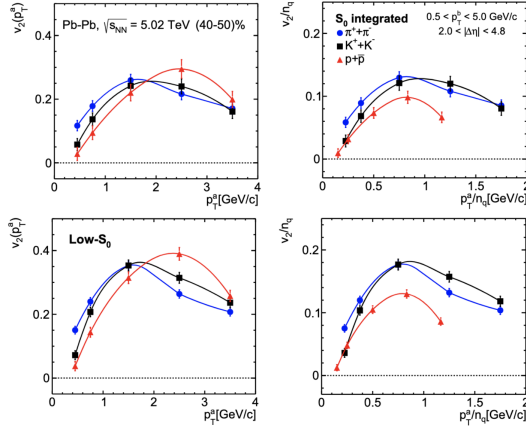 v₂(pᵀᵃ)
Pb-Pb, √sNN = 5.02 TeV (40-50)%
0.4
0.2
0
0 1 2 3 4
pᵀᵃ[GeV/c]
v₂/nq
S₀ integrated
0.5 < pᵀᵇ < 5.0 GeV/c
2.0 < |Δη| < 4.8
π⁺+π⁻
K⁺+K⁻
p+p̅
0.2
0.1
0
0 0.5 1 1.5 2
pᵀᵃ/nq[GeV/c]
v₂(pᵀᵃ)
Low-S₀
0.4
0.2
0
0 1 2 3 4
pᵀᵃ[GeV/c]
v₂/nq
0.2
0.1
0
0 0.5 1 1.5 2
pᵀᵃ/nq[GeV/c]